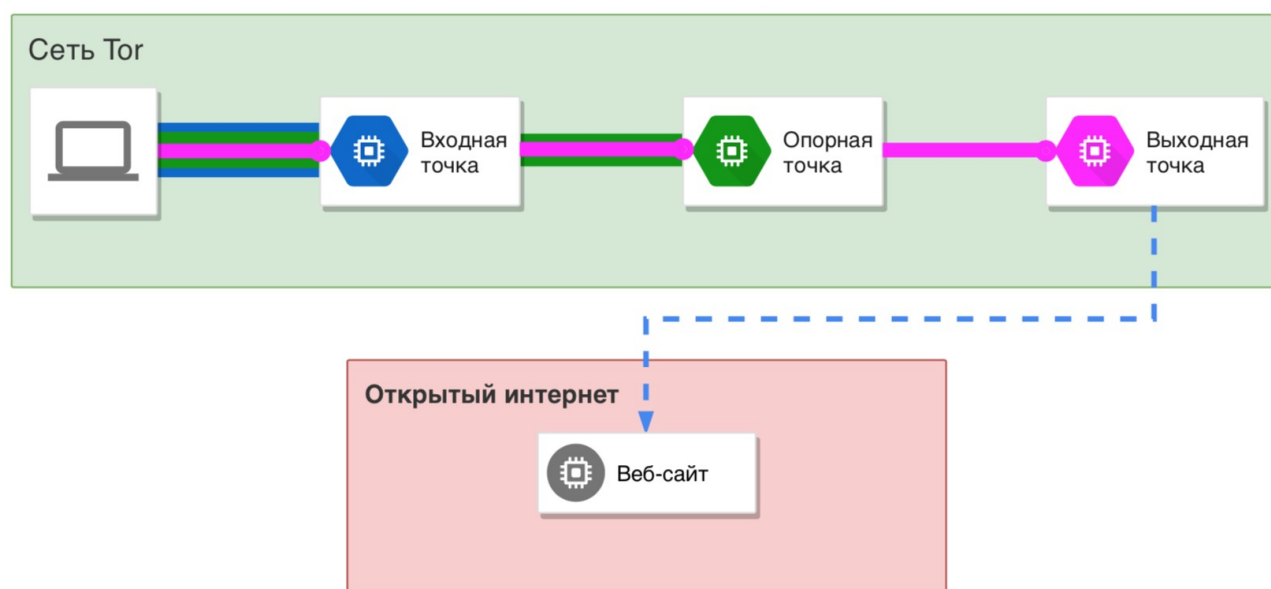 Сеть Tor
Входная
точка
Опорная
точка
Выходная
точка
Открытый интернет
Веб-сайт